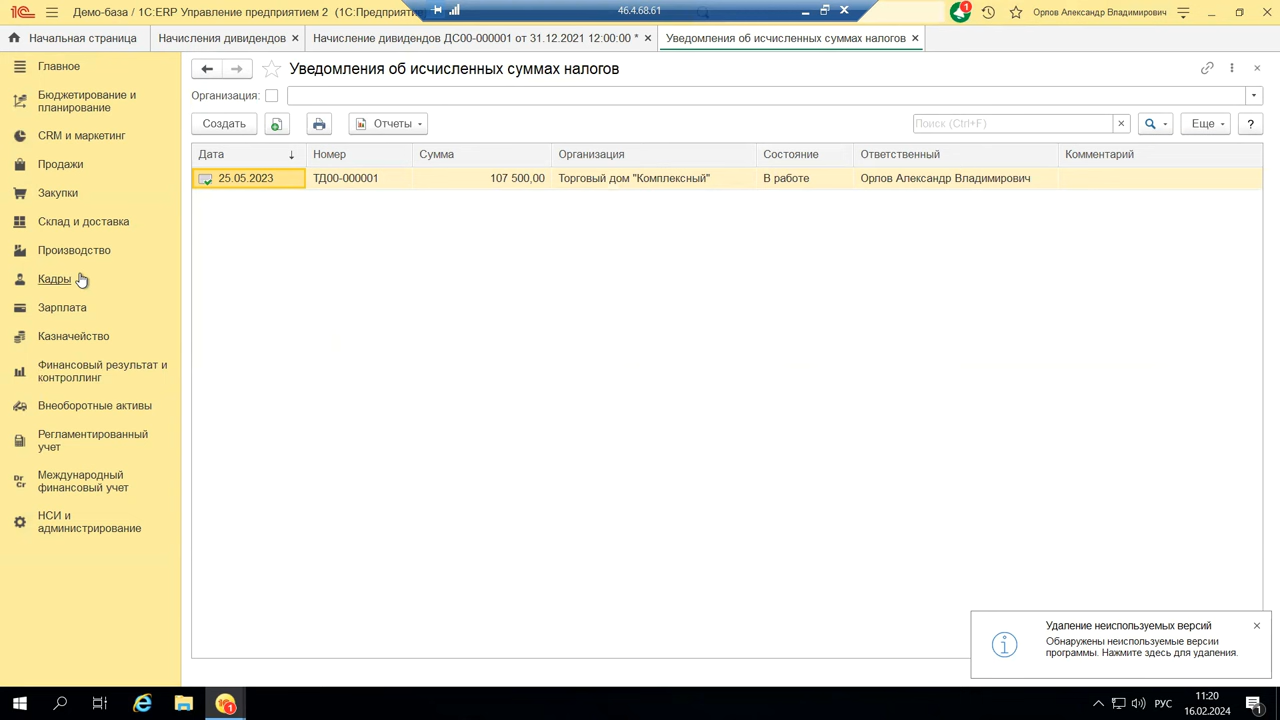 Демо-база / 1C:ERP Управление предприятием 2 (1С:Предприятие
46.4.68.61
Орлов Александр Владимирович
Начальная страница
Начисления дивидендов ×
Начисление дивидендов ДС00-000001 от 31.12.2021 12:00:00 * ×
Уведомления об исчисленных суммах налогов ×
Главное
Бюджетирование и
планирование
CRM и маркетинг
Продажи
Закупки
Склад и доставка
Производство
Кадры
Зарплата
Казначейство
Финансовый результат и
контроллинг
Внеоборотные активы
Регламентированный
учет
Международный
финансовый учет
НСИ и
администрирование
Уведомления об исчисленных суммах налогов
Организация:
Создать
Отчеты
Поиск (Ctrl+F)
Еще
?
Дата ↓ Номер Сумма Организация Состояние Ответственный Комментарий
25.05.2023 ТД00-000001 107 500,00 Торговый дом "Комплексный" В работе Орлов Александр Владимирович
Удаление неиспользуемых версий
Обнаружены неиспользуемые версии
программы. Нажмите здесь для удаления.
РУС
11:20
16.02.2024